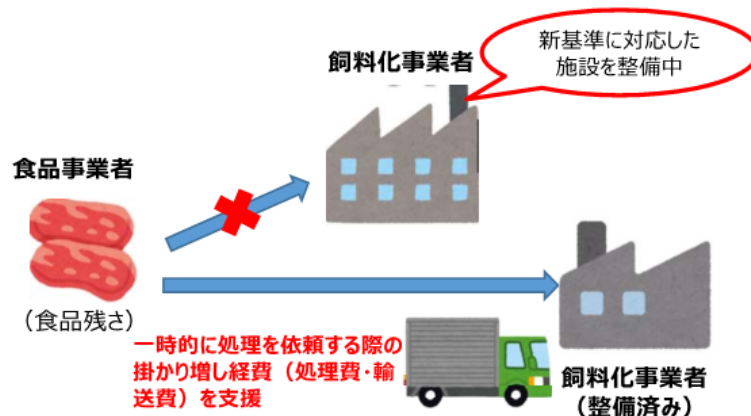 新基準に対応した
施設を整備中
飼料化事業者
食品事業者
（食品残さ）
一時的に処理を依頼する際の
掛かり増し経費（処理費・輸
送費）を支援
飼料化事業者
（整備済み）